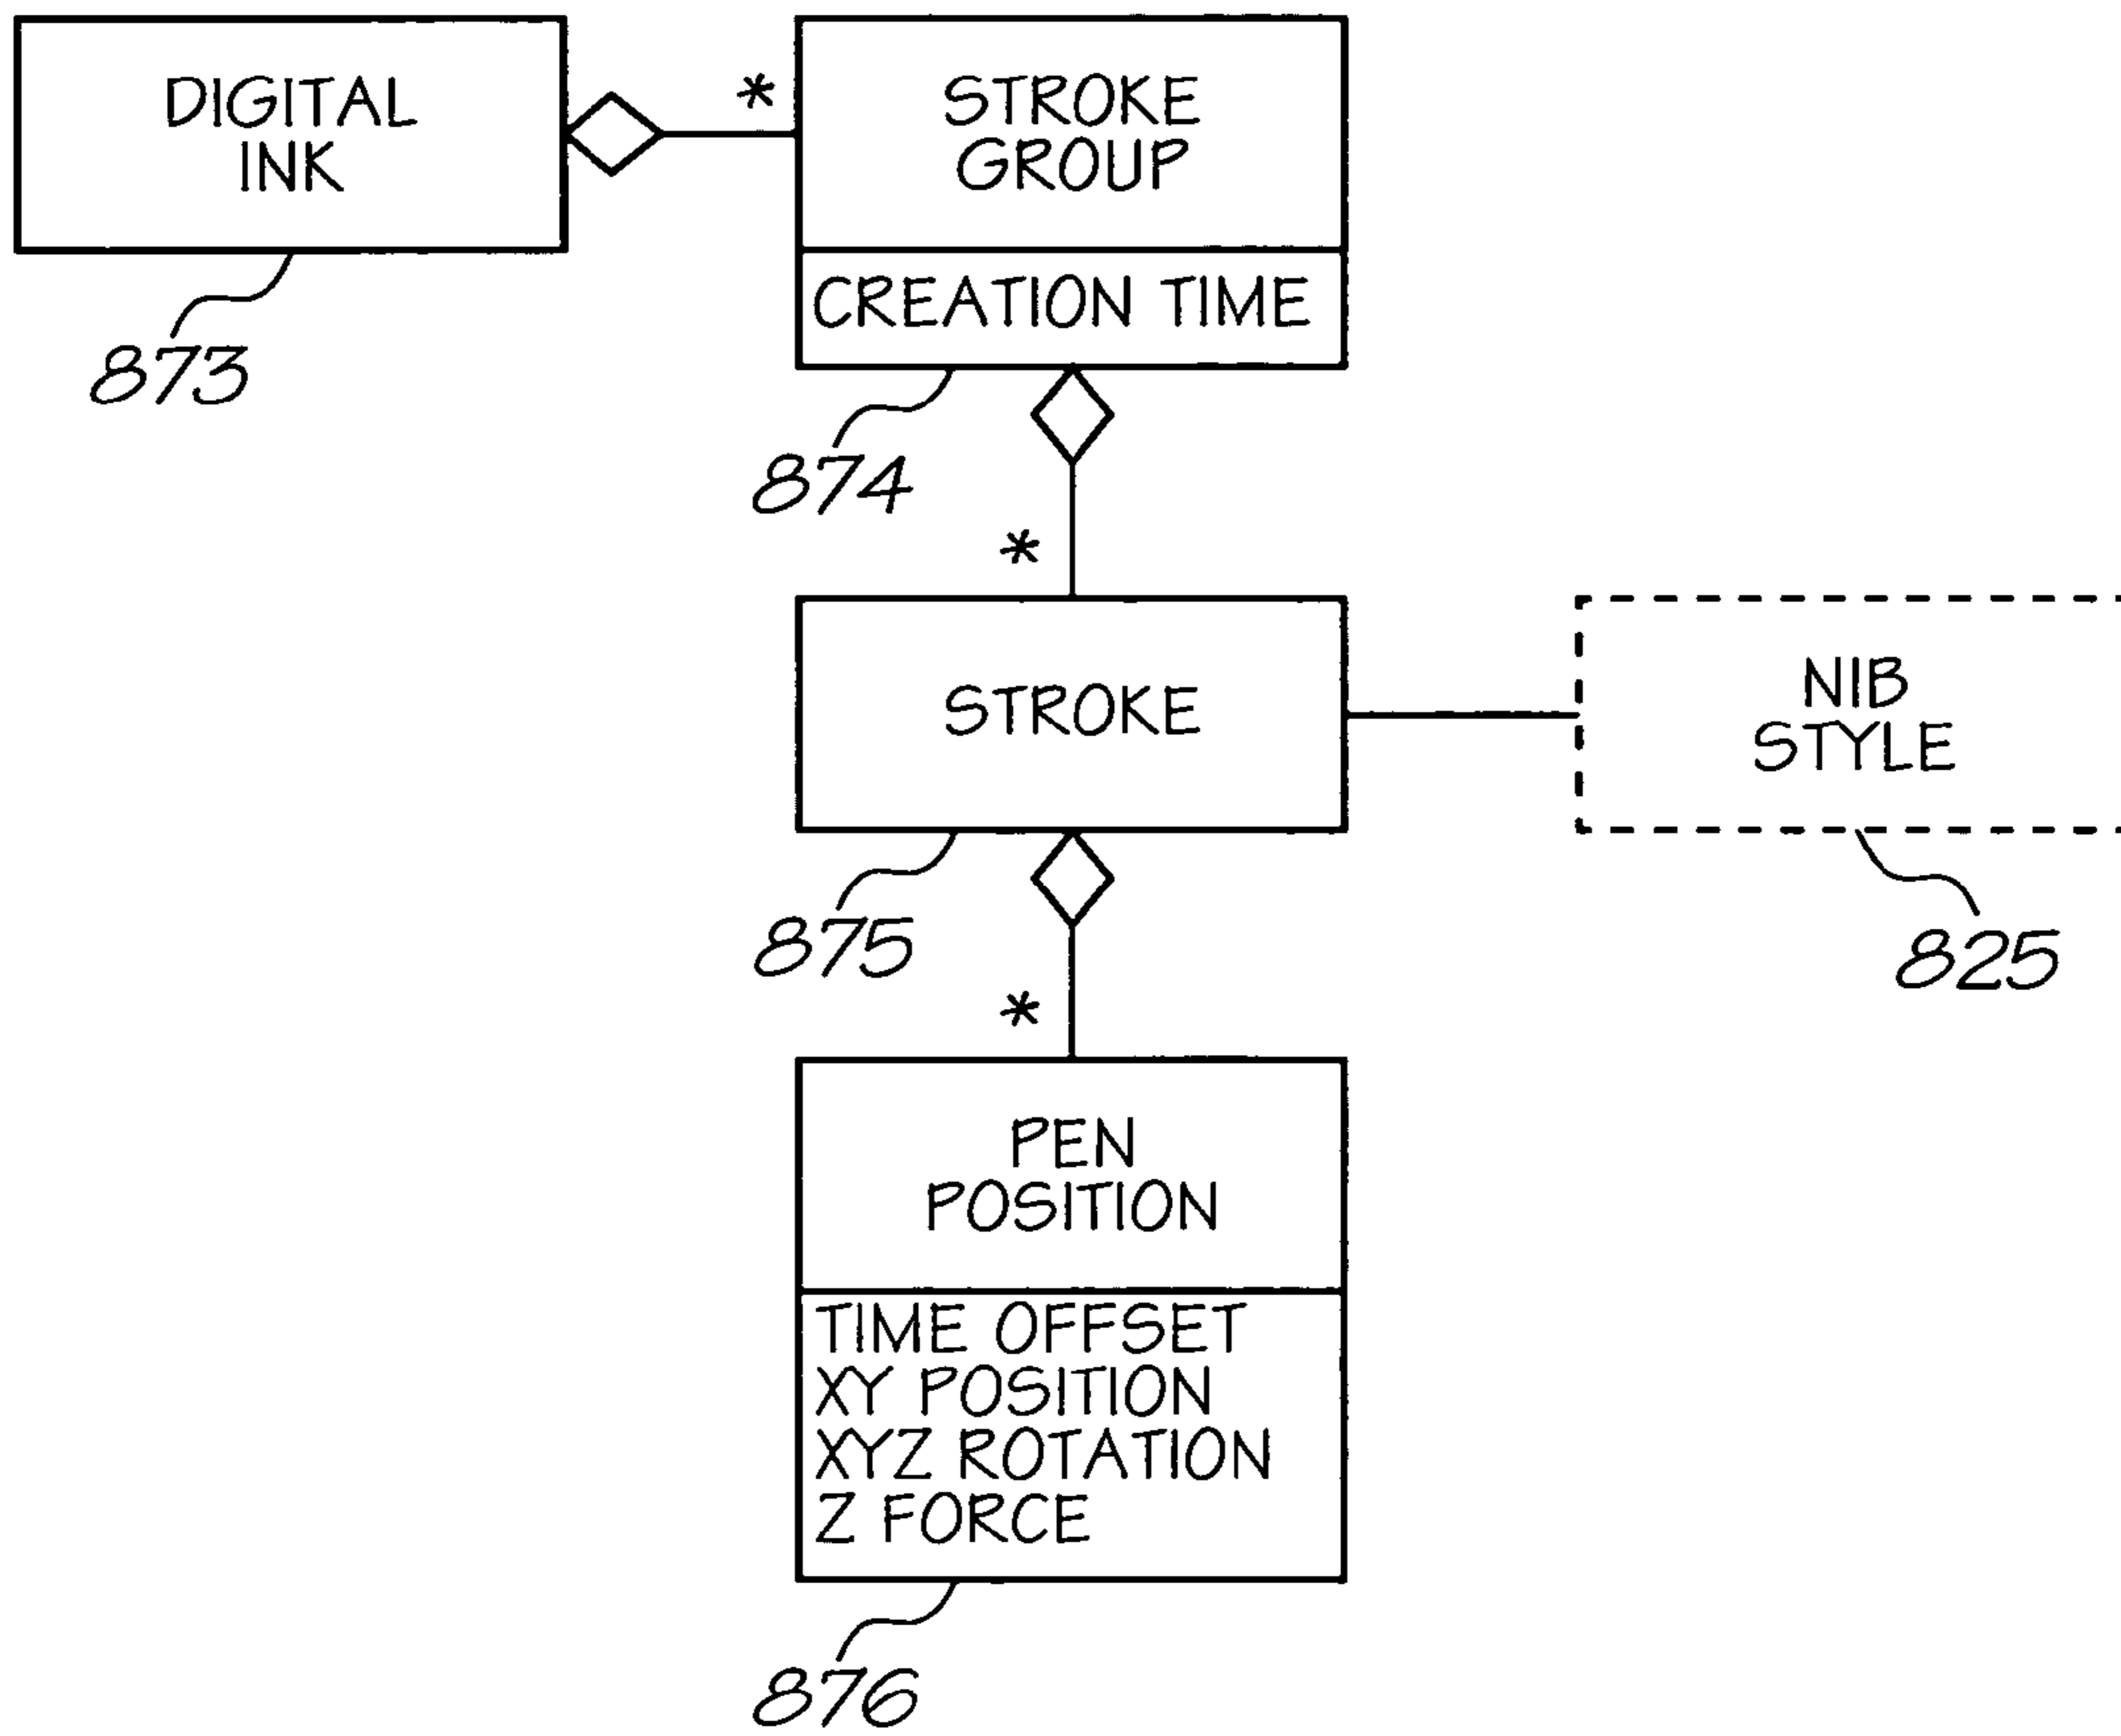 DIGITAL
INK
*
STROKE
GROUP
CREATION TIME
873
874
*
STROKE
NIB
STYLE
875
825
*
PEN
POSITION
TIME OFFSET
XY POSITION
XYZ ROTATION
Z FORCE
876